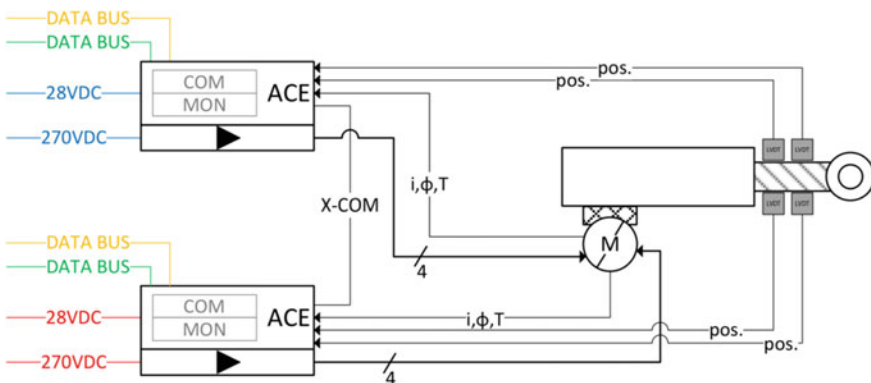 DATA BUS
DATA BUS
28VDC
270VDC
COM
MON
ACE
pos.
pos.
i,ϕ,T
X-COM
4
M
LVDT
LVDT
LVDT
LVDT
DATA BUS
DATA BUS
28VDC
270VDC
COM
MON
ACE
i,ϕ,T
pos.
pos.
4